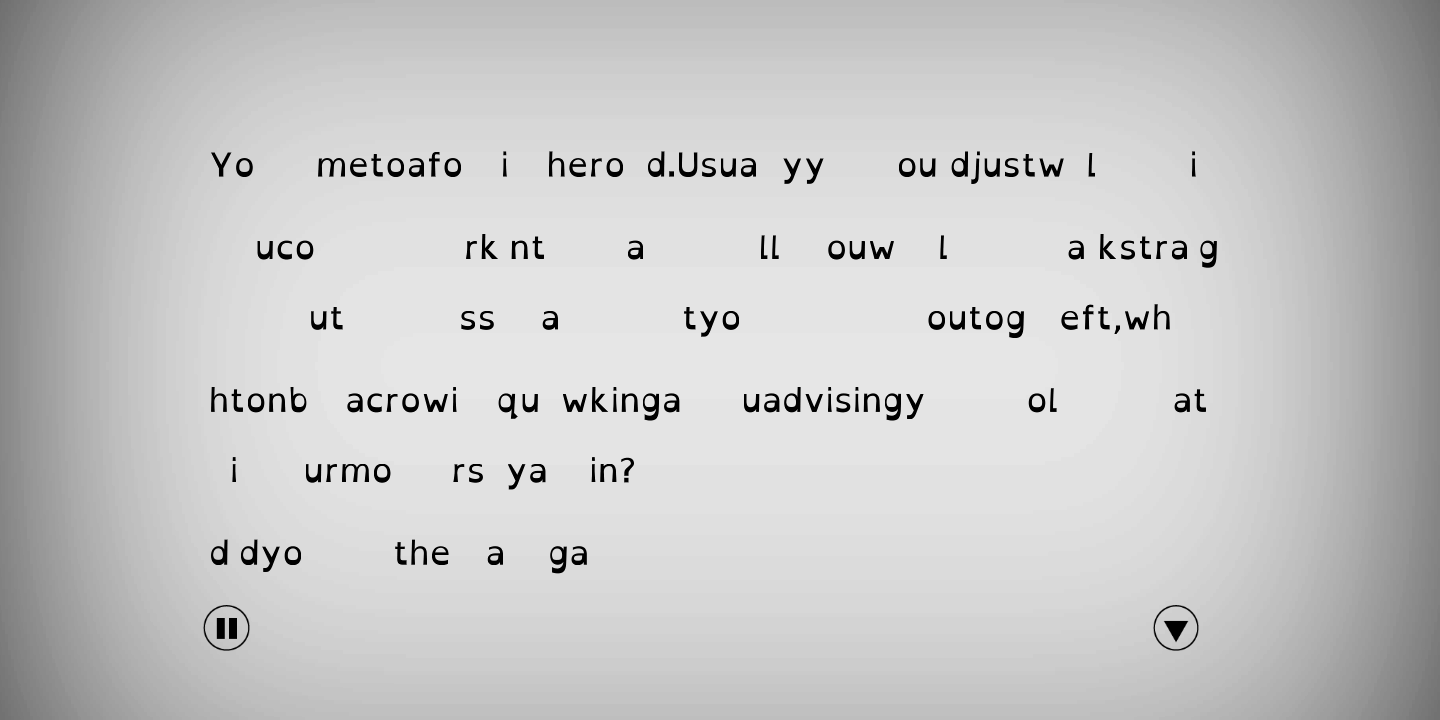 Yo metoafo i hero d.Usua yy ou djustw l i
uco rk nt a ll ouw l a kstra g
ut ss a tyo outog eft,wh
htonb acrowi qu wkinga uadvisingy ol at
i urmo rs ya in?
d dyo the a ga